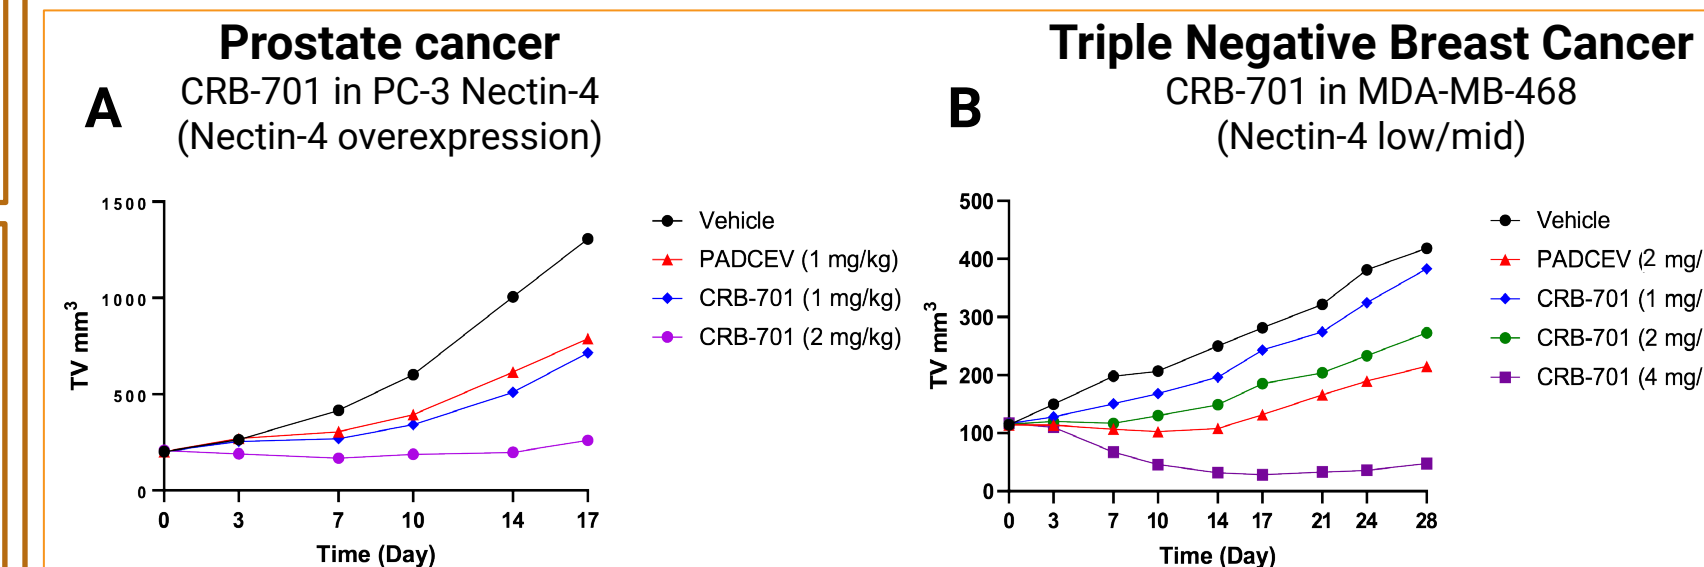 Prostate cancer
A
CRB-701 in PC-3 Nectin-4
(Nectin-4 overexpression)
1500
1000
500
0
TV mm3
0 3 7 10 14 17
Time (Day)
Vehicle
PADCEV (1 mg/kg)
CRB-701 (1 mg/kg)
CRB-701 (2 mg/kg)
Triple Negative Breast Cancer
B
CRB-701 in MDA-MB-468
(Nectin-4 low/mid)
500
400
300
200
100
0
TV mm3
0 3 7 10 14 17 21 24 28
Time (Day)
Vehicle
PADCEV (2 mg/
CRB-701 (1 mg/
CRB-701 (2 mg/
CRB-701 (4 mg/